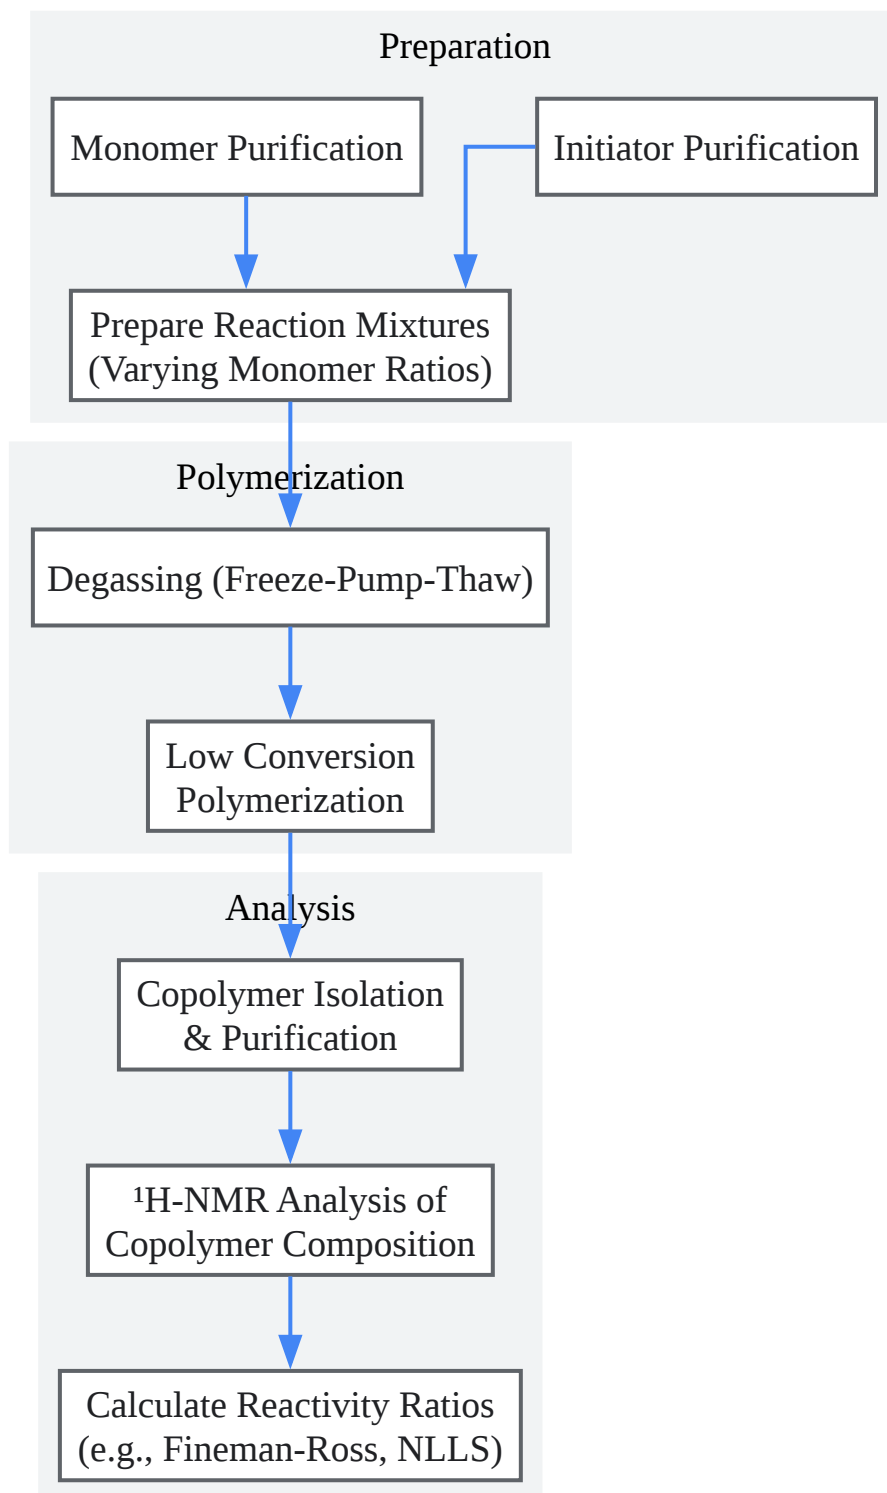 Preparation
Monomer Purification
Initiator Purification
Prepare Reaction Mixtures
(Varying Monomer Ratios)
Polymerization
Degassing (Freeze-Pump-Thaw)
Low Conversion
Polymerization
Analysis
Copolymer Isolation
& Purification
¹H-NMR Analysis of
Copolymer Composition
Calculate Reactivity Ratios
(e.g., Fineman-Ross, NLLS)